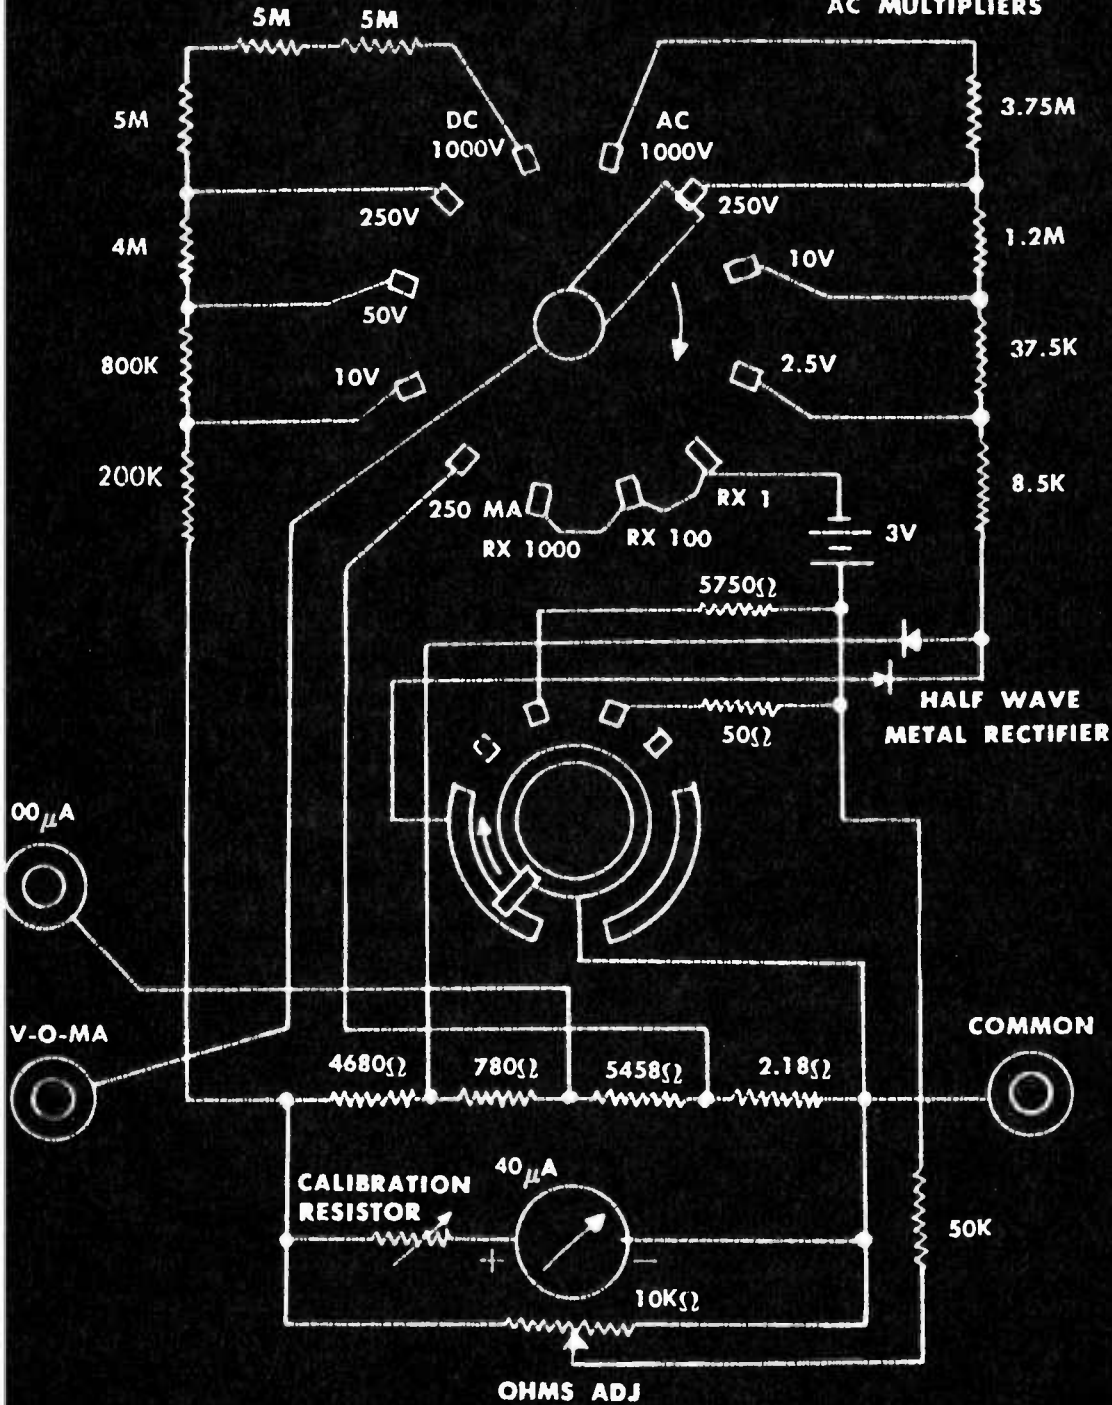 AC MULTIPLIERS
5M
5M
5M
3.75M
DC
1000V
AC
1000V
250V
250V
4M
1.2M
10V
50V
800K
37.5K
10V
2.5V
200K
8.5K
250 MA
RX 1
RX 1000
RX 100
3V
5750Ω
HALF WAVE
METAL RECTIFIER
50Ω
00μA
V-O-MA
COMMON
4680Ω
780Ω
5458Ω
2.18Ω
40μA
CALIBRATION
RESISTOR
+
−
50K
10KΩ
OHMS ADJ